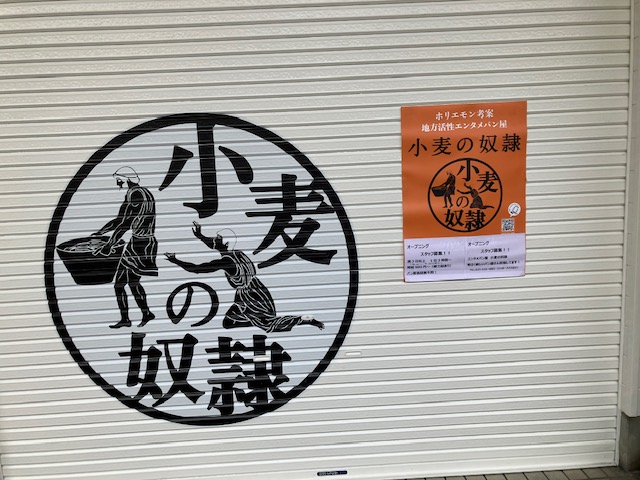 小麦
の
奴隷
ホリエモン考案
地方活性エンタメパン屋
小麦の奴隷
小麦
の
奴隷
オープニング
スタッフ募集！！
オープニング
スタッフ募集！！